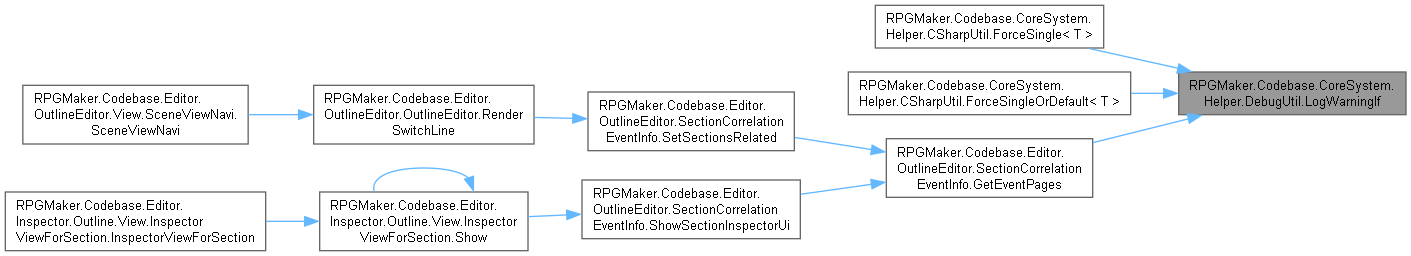 RPGMaker.Codebase.CoreSystem.
Helper.CSharpUtil.ForceSingle< T >
RPGMaker.Codebase.CoreSystem.
Helper.CSharpUtil.ForceSingleOrDefault< T >
RPGMaker.Codebase.CoreSystem.
Helper.DebugUtil.LogWarningIf
RPGMaker.Codebase.Editor.
OutlineEditor.View.SceneViewNavi.
SceneViewNavi
RPGMaker.Codebase.Editor.
OutlineEditor.OutlineEditor.Render
SwitchLine
RPGMaker.Codebase.Editor.
OutlineEditor.SectionCorrelation
EventInfo.SetSectionsRelated
RPGMaker.Codebase.Editor.
OutlineEditor.SectionCorrelation
EventInfo.GetEventPages
RPGMaker.Codebase.Editor.
Inspector.Outline.View.Inspector
ViewForSection.InspectorViewForSection
RPGMaker.Codebase.Editor.
Inspector.Outline.View.Inspector
ViewForSection.Show
RPGMaker.Codebase.Editor.
OutlineEditor.SectionCorrelation
EventInfo.ShowSectionInspectorUi